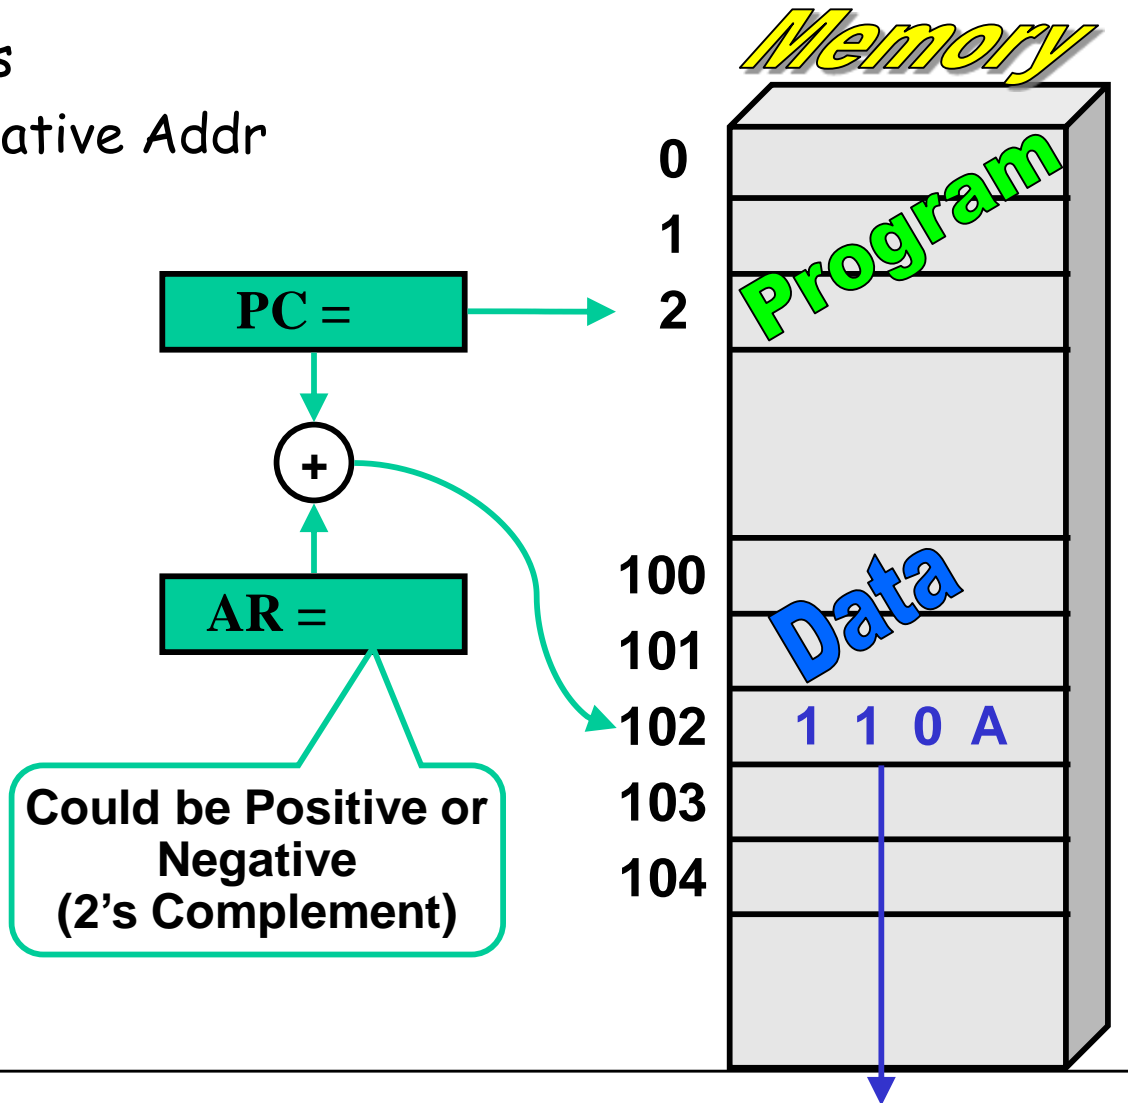 Memory
s
ative Addr
0
Program
1
2
PC =
+
100
Data
AR =
101
102
1 1 0 A
Could be Positive or
Negative
(2's Complement)
103
104